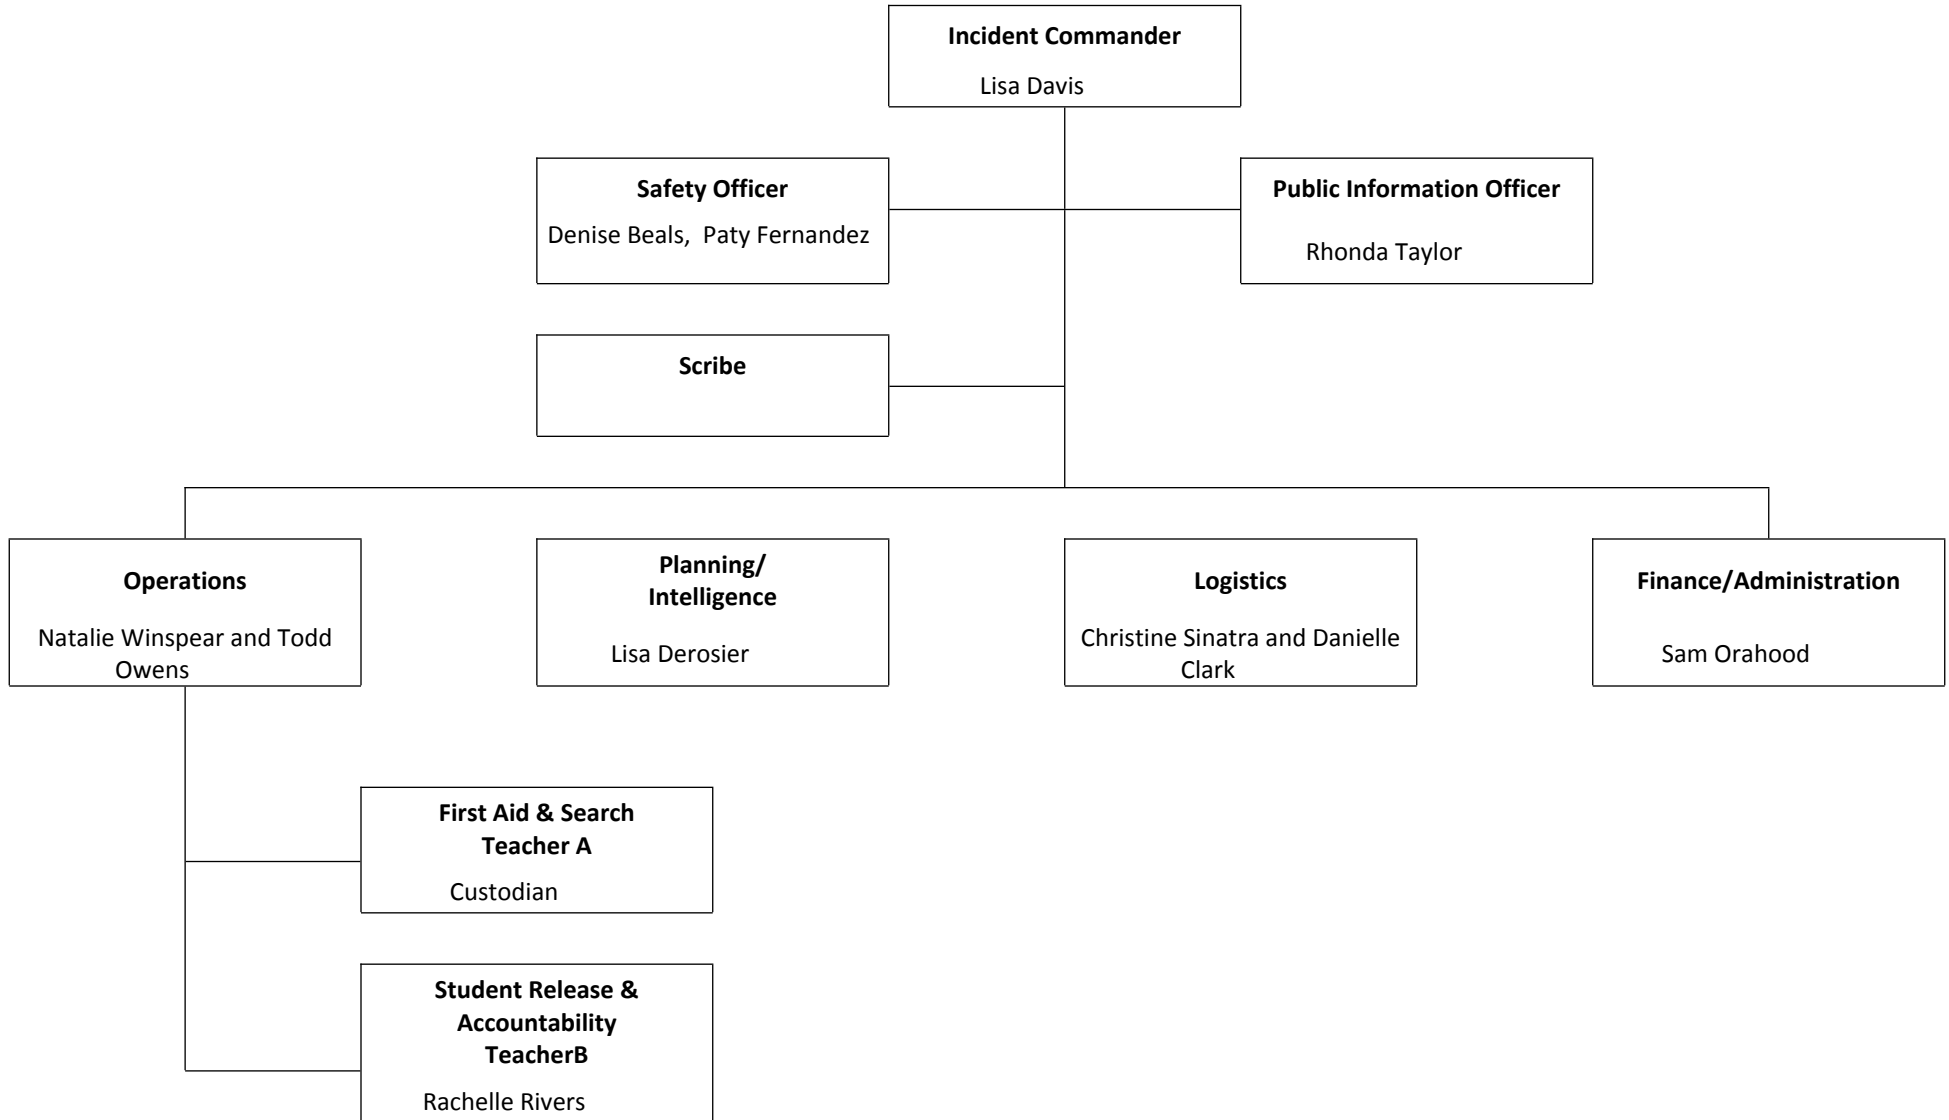 Incident Commander
Lisa Davis
Safety Officer
Denise Beals,  Paty Fernandez
Public Information Officer
Rhonda Taylor
Scribe
Operations
Natalie Winspear and Todd
Owens
Planning/
Intelligence
Lisa Derosier
Logistics
Christine Sinatra and Danielle
Clark
Finance/Administration
Sam Orahood
First Aid & Search
Teacher A
Custodian
Student Release &
Accountability
TeacherB
Rachelle Rivers